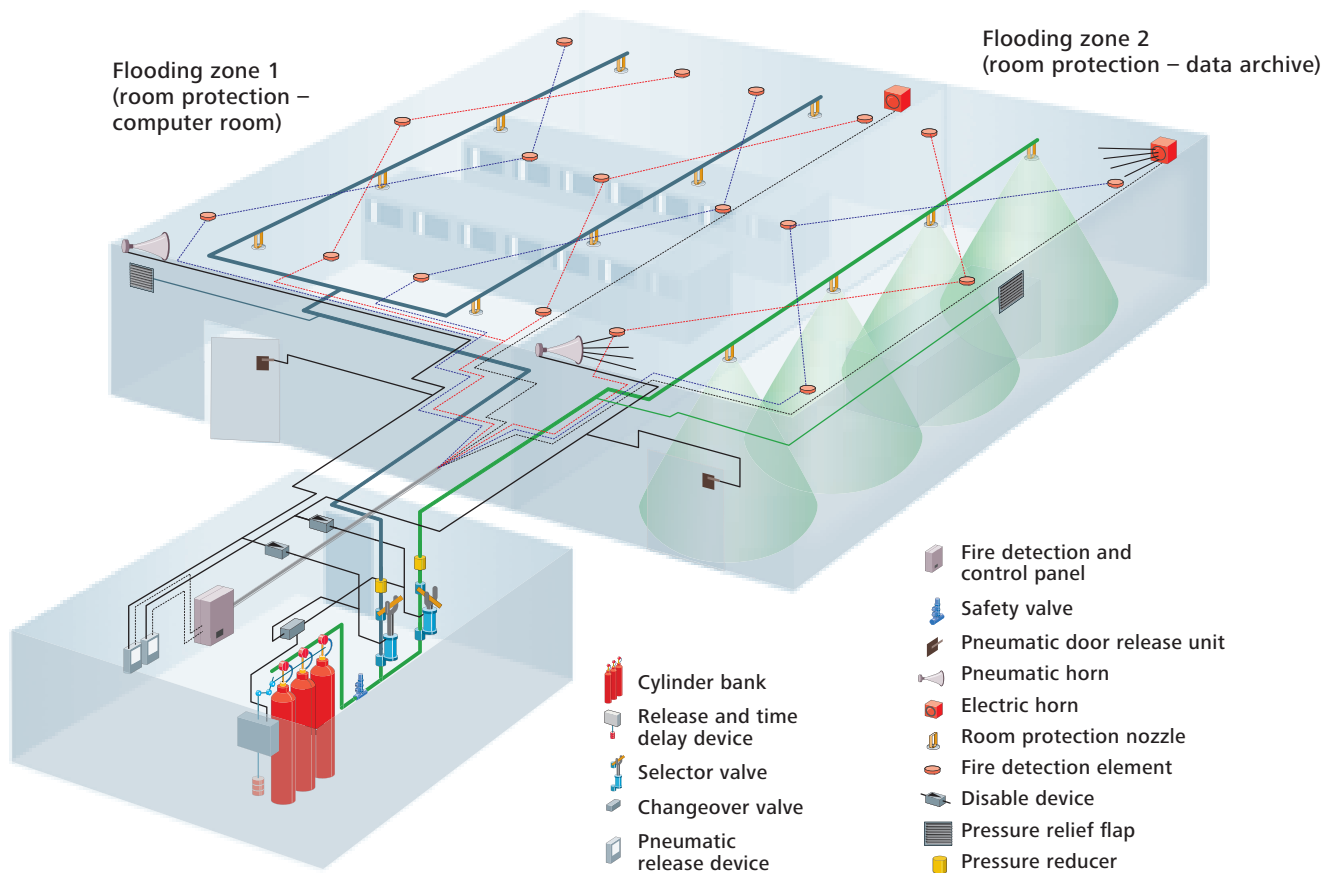 Flooding zone 1
(room protection –
computer room)
Flooding zone 2
(room protection – data archive)
Cylinder bank
Release and time
delay device
Selector valve
Changeover valve
Pneumatic
release device
Fire detection and
control panel
Safety valve
Pneumatic door release unit
Pneumatic horn
Electric horn
Room protection nozzle
Fire detection element
Disable device
Pressure relief flap
Pressure reducer